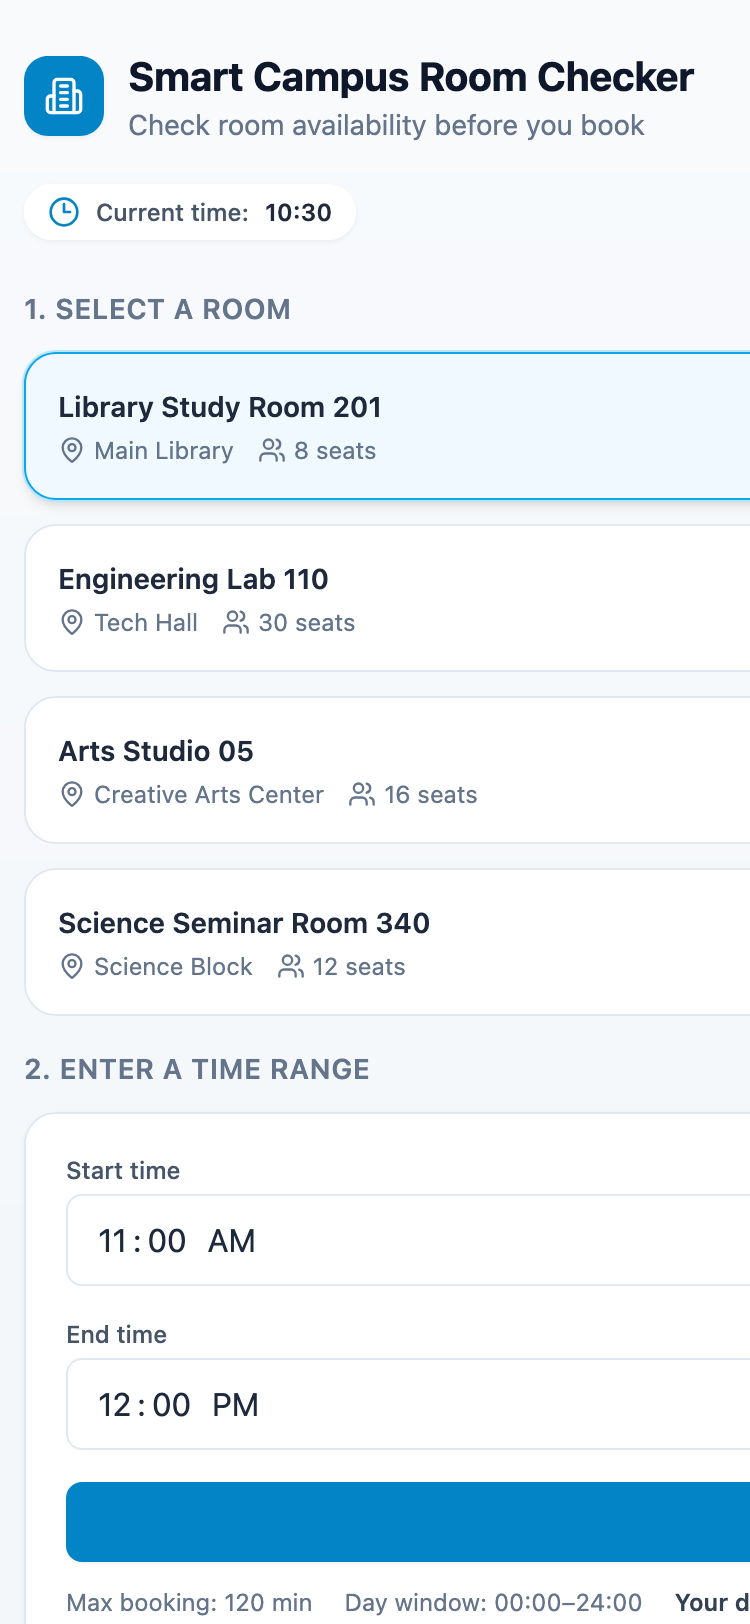 Smart Campus Room Checker
Check room availability before you book
Current time: 10:30
1. SELECT A ROOM
Library Study Room 201
Main Library 8 seats
Engineering Lab 110
Tech Hall 30 seats
Arts Studio 05
Creative Arts Center 16 seats
Science Seminar Room 340
Science Block 12 seats
2. ENTER A TIME RANGE
Start time
11:00 AM
End time
12:00 PM
Max booking: 120 min Day window: 00:00–24:00 Your